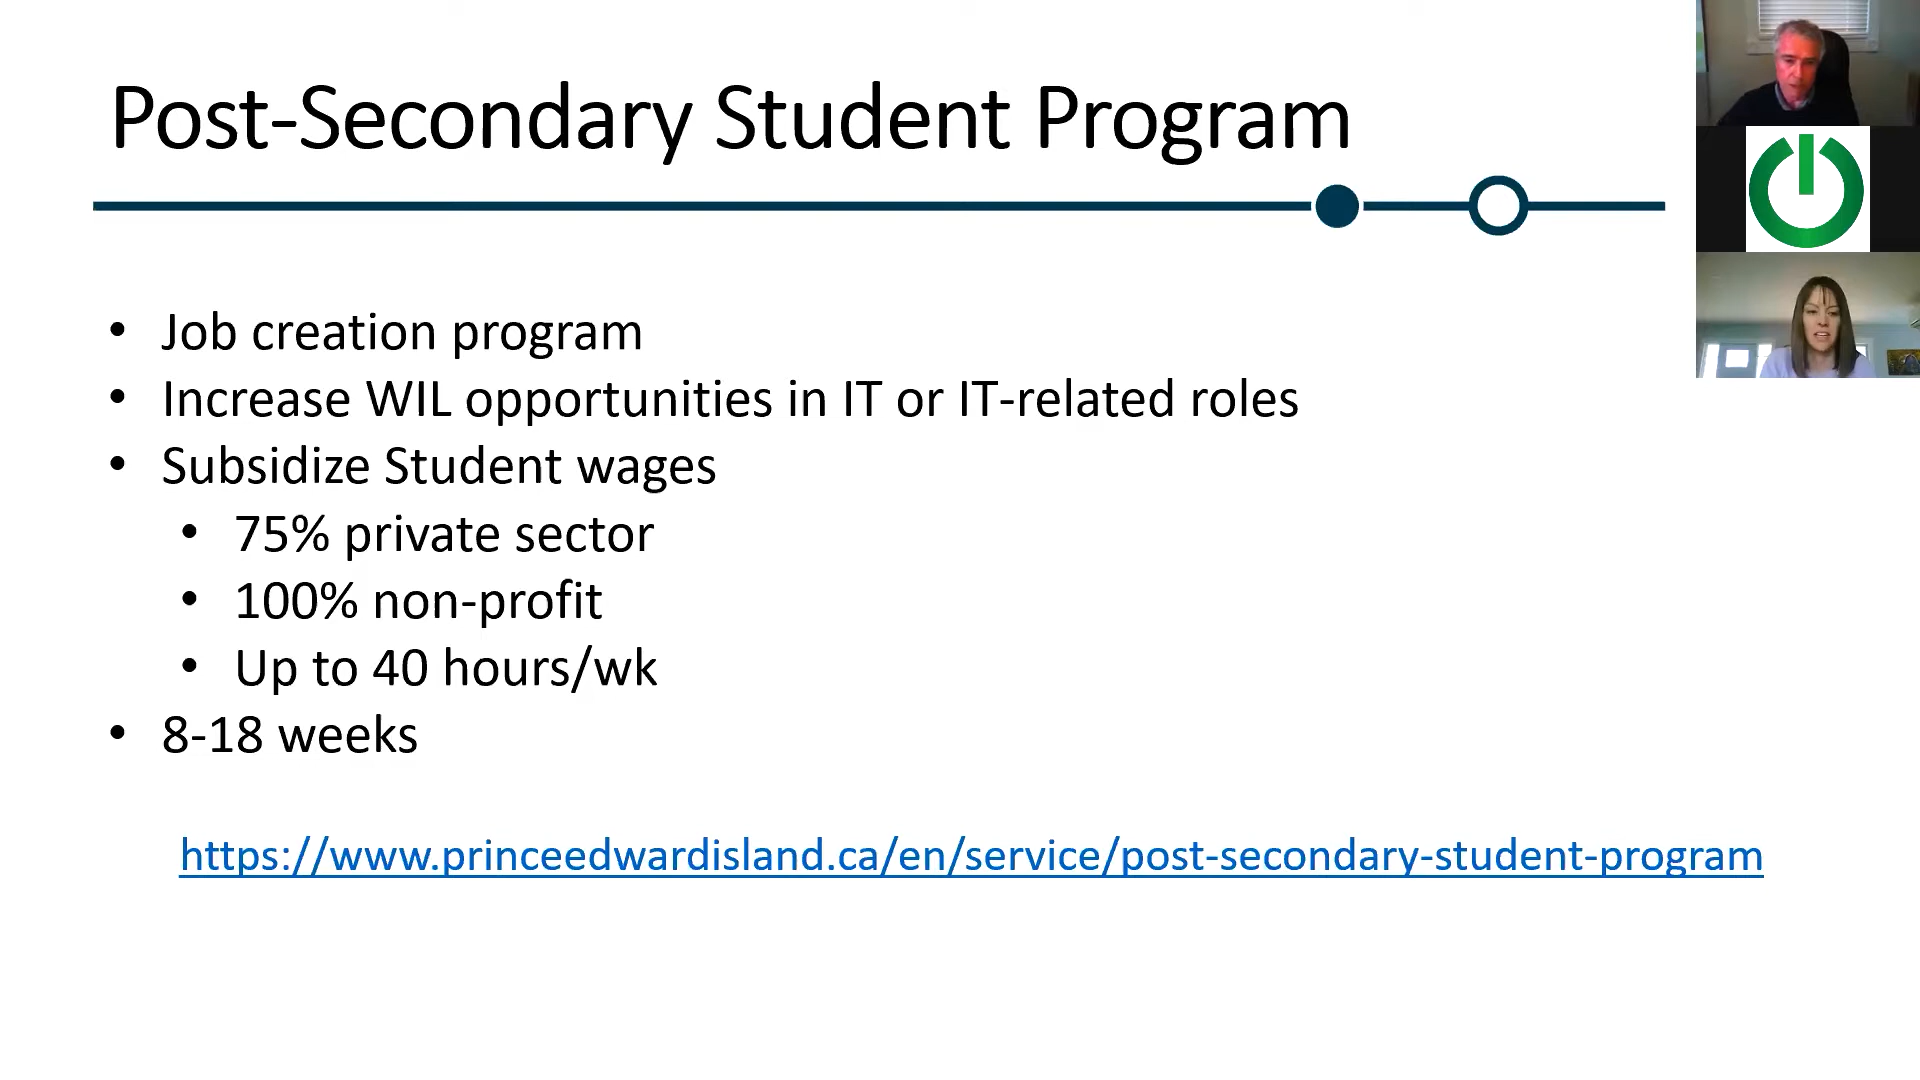 Post-Secondary Student Program
• Job creation program
• Increase WIL opportunities in IT or IT-related roles
• Subsidize Student wages
• 75% private sector
• 100% non-profit
• Up to 40 hours/wk
• 8-18 weeks
https://www.princeedwardisland.ca/en/service/post-secondary-student-program